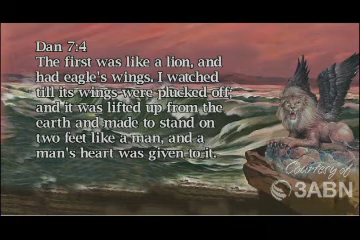 Dan 7:4
The first was like a lion, and
had eagle's wings. I watched
till its wings were plucked off;
and it was lifted up from the
earth and made to stand on
two feet like a man, and a
man's heart was given to it.
Courtesy of
3ABN